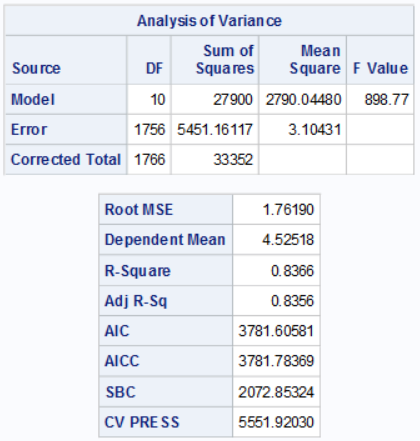 Analysis of Variance
Source DF Sum of Squares Mean Square F Value
Model 10 27900 2790.04480 898.77
Error 1756 5451.16117 3.10431
Corrected Total 1766 33352
Root MSE 1.76190
Dependent Mean 4.52518
R-Square 0.8366
Adj R-Sq 0.8356
AIC 3781.60581
AICC 3781.78369
SBC 2072.85324
CV PRESS 5551.92030